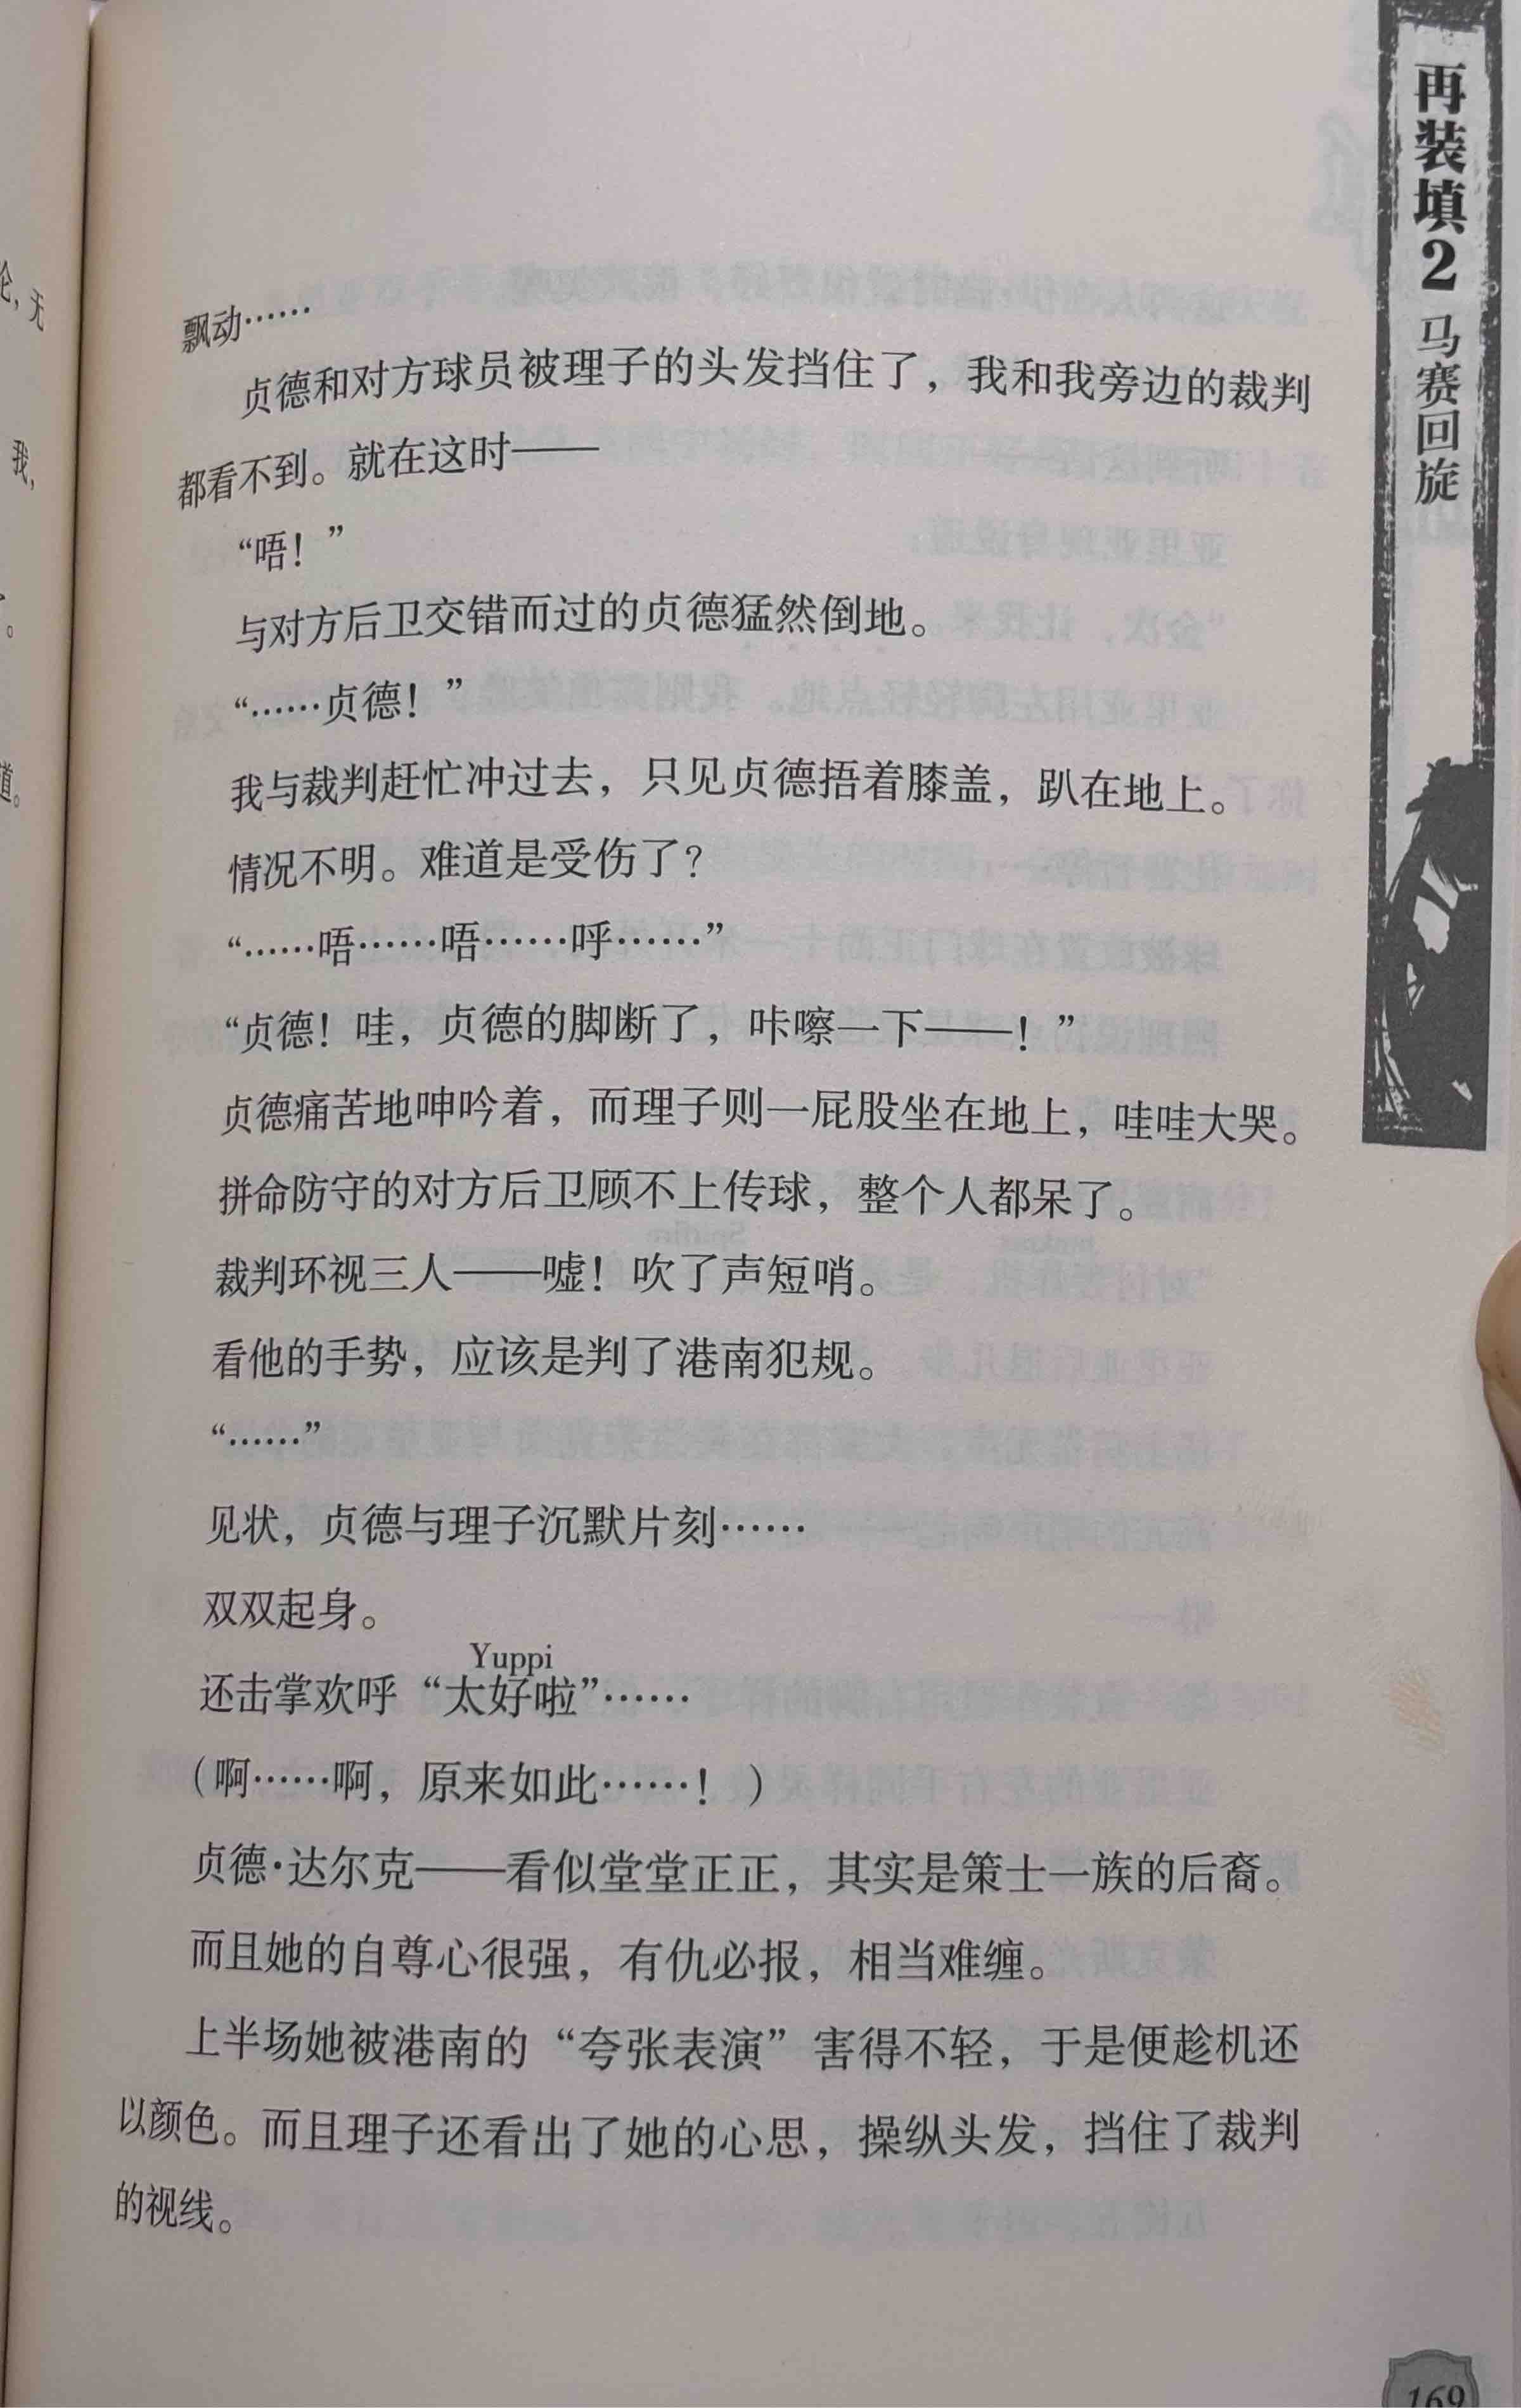 再装填2 马赛回旋
飘动……
贞德和对方球员被理子的头发挡住了，我和我旁边的裁判
都看不到。就在这时——
“唔！”
与对方后卫交错而过的贞德猛然倒地。
“……贞德！”
我与裁判赶忙冲过去，只见贞德捂着膝盖，趴在地上。
情况不明。难道是受伤了？
“……唔……唔……呼……”
“贞德！哇，贞德的脚断了，咔嚓一下——！”
贞德痛苦地呻吟着，而理子则一屁股坐在地上，哇哇大哭。
拼命防守的对方后卫顾不上传球，整个人都呆了。
裁判环视三人——嘘！吹了声短哨。
看他的手势，应该是判了港南犯规。
“……”
见状，贞德与理子沉默片刻……
双双起身。
Yuppi
还击掌欢呼“太好啦”……
（啊……啊，原来如此……！）
贞德·达尔克——看似堂堂正正，其实是策士一族的后裔。
而且她的自尊心很强，有仇必报，相当难缠。
上半场她被港南的“夸张表演”害得不轻，于是便趁机还
以颜色。而且理子还看出了她的心思，操纵头发，挡住了裁判
的视线。
169
论，无
我，
。
道。